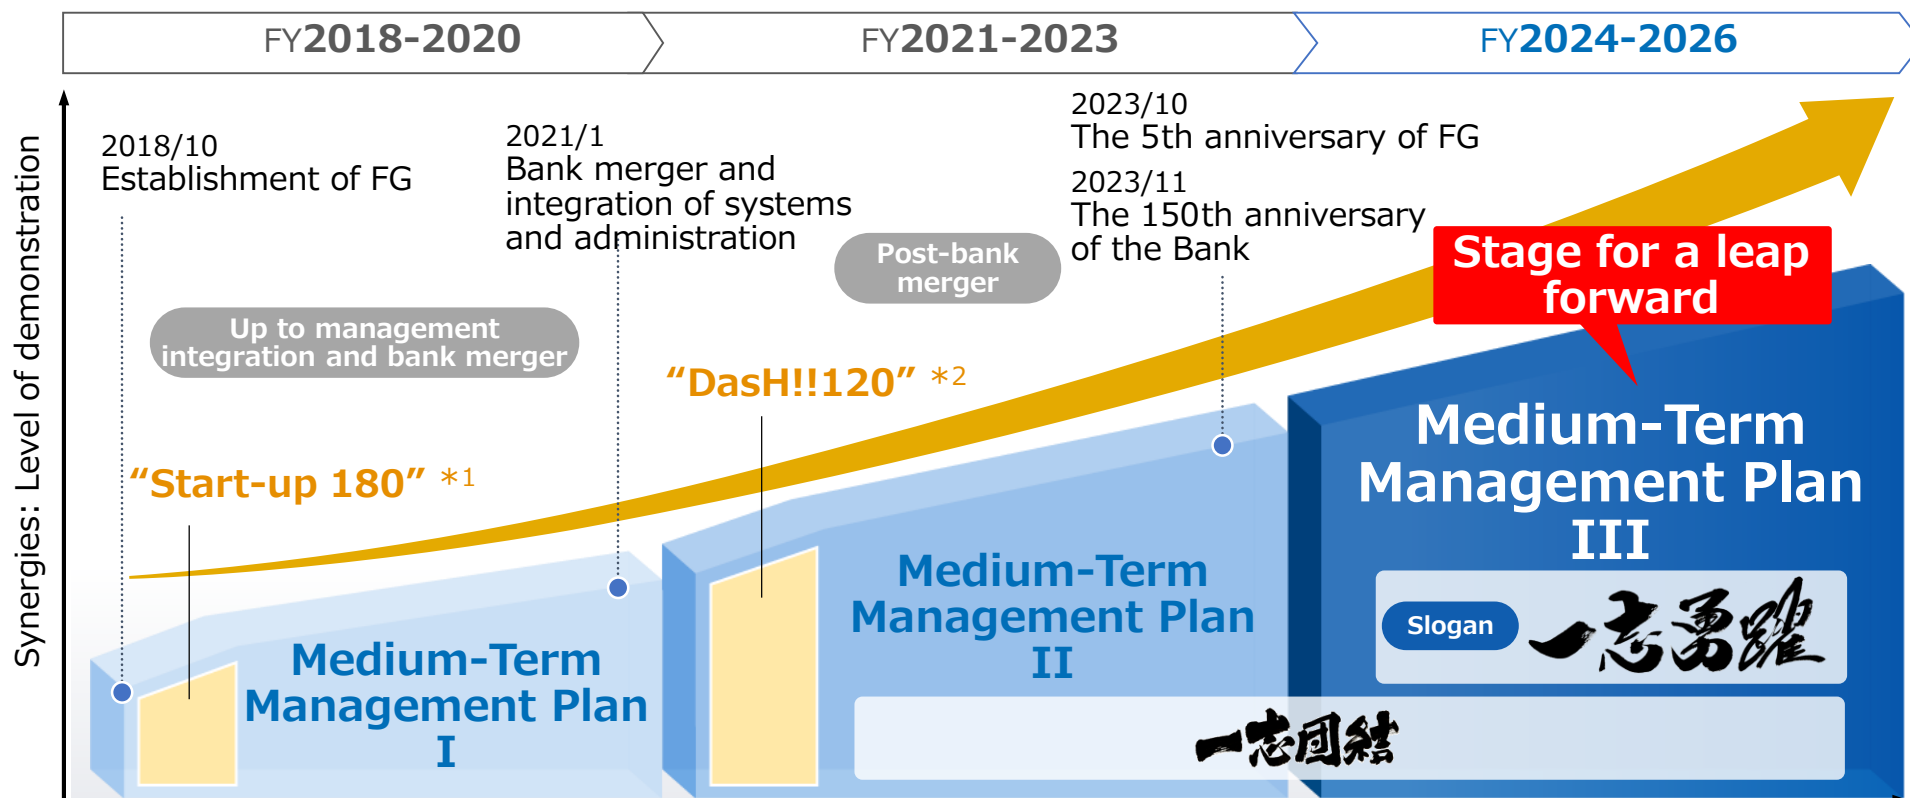 FY2018-2020
FY2021-2023
FY2024-2026
Synergies: Level of demonstration
2018/10
Establishment of FG
2021/1
Bank merger and
integration of systems
and administration
2023/10
The 5th anniversary of FG
2023/11
The 150th anniversary
of the Bank
Up to management
integration and bank merger
Post-bank
merger
Stage for a leap
forward
“Start-up 180” *1
“DasH!!120” *2
Medium-Term
Management Plan
I
Medium-Term
Management Plan
II
Medium-Term
Management Plan
III
Slogan
一志勇躍
一志団結